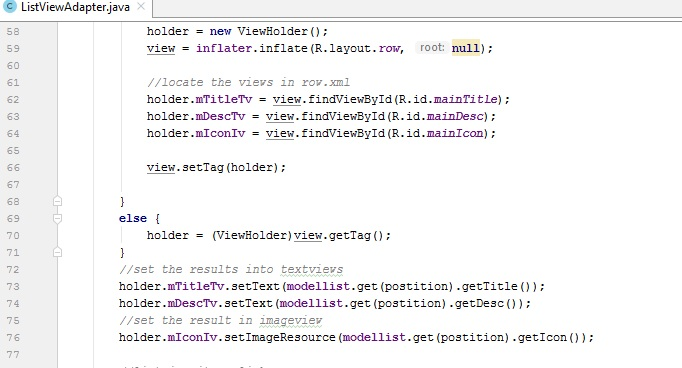 ListViewAdapter.java
58 holder = new ViewHolder();
59 view = inflater.inflate(R.layout.row, root: null);
60
61 //locate the views in row.xml
62 holder.mTitleTv = view.findViewById(R.id.mainTitle);
63 holder.mDescTv = view.findViewById(R.id.mainDesc);
64 holder.mIconIv = view.findViewById(R.id.mainIcon);
65
66 view.setTag(holder);
67
68 }
69 else {
70 holder = (ViewHolder)view.getTag();
71 }
72 //set the results into textviews
73 holder.mTitleTv.setText(modellist.get(postition).getTitle());
74 holder.mDescTv.setText(modellist.get(postition).getDesc());
75 //set the result in imageview
76 holder.mIconIv.setImageResource(modellist.get(postition).getIcon());
77